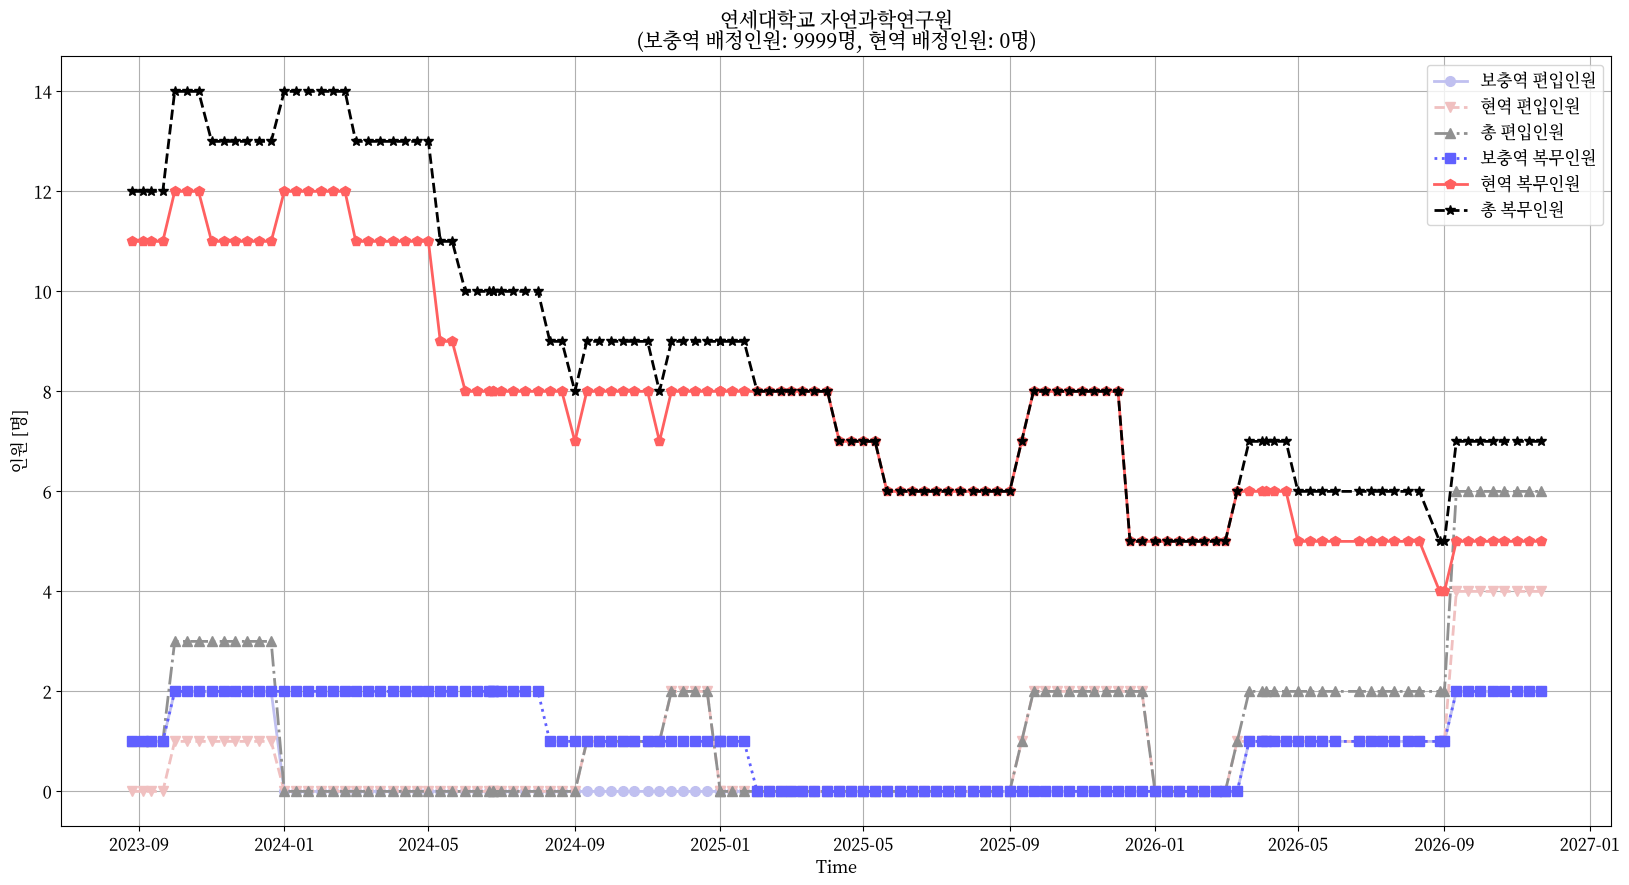 연세대학교 자연과학연구원
(보충역 배정인원: 9999명, 현역 배정인원: 0명)
보충역 편입인원
현역 편입인원
총 편입인원
보충역 복무인원
현역 복무인원
총 복무인원
인원 [명]
14
12
10
8
6
4
2
0
2023-09
2024-01
2024-05
2024-09
2025-01
2025-05
2025-09
2026-01
2026-05
2026-09
2027-01
Time